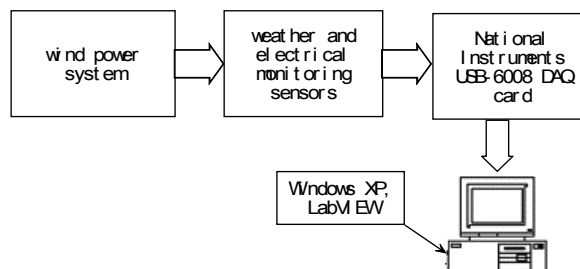 wind power
system
weather and
electrical
monitoring
sensors
National
Instruments
USB-6008 DAQ
card
Windows XP,
LabVIEW